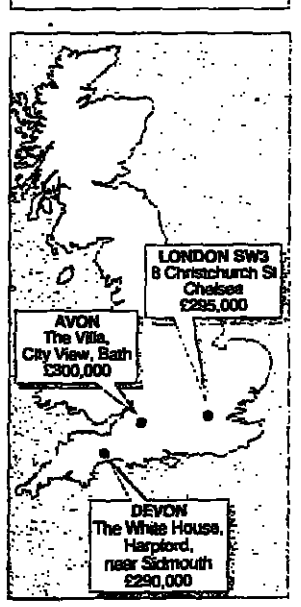 LONDON SW3
8 Christchurch St
Chelsea
£295,000
AVON
The Villa,
City View, Bath
£300,000
DEVON
The White House,
Harpford,
near Sidmouth
£290,000